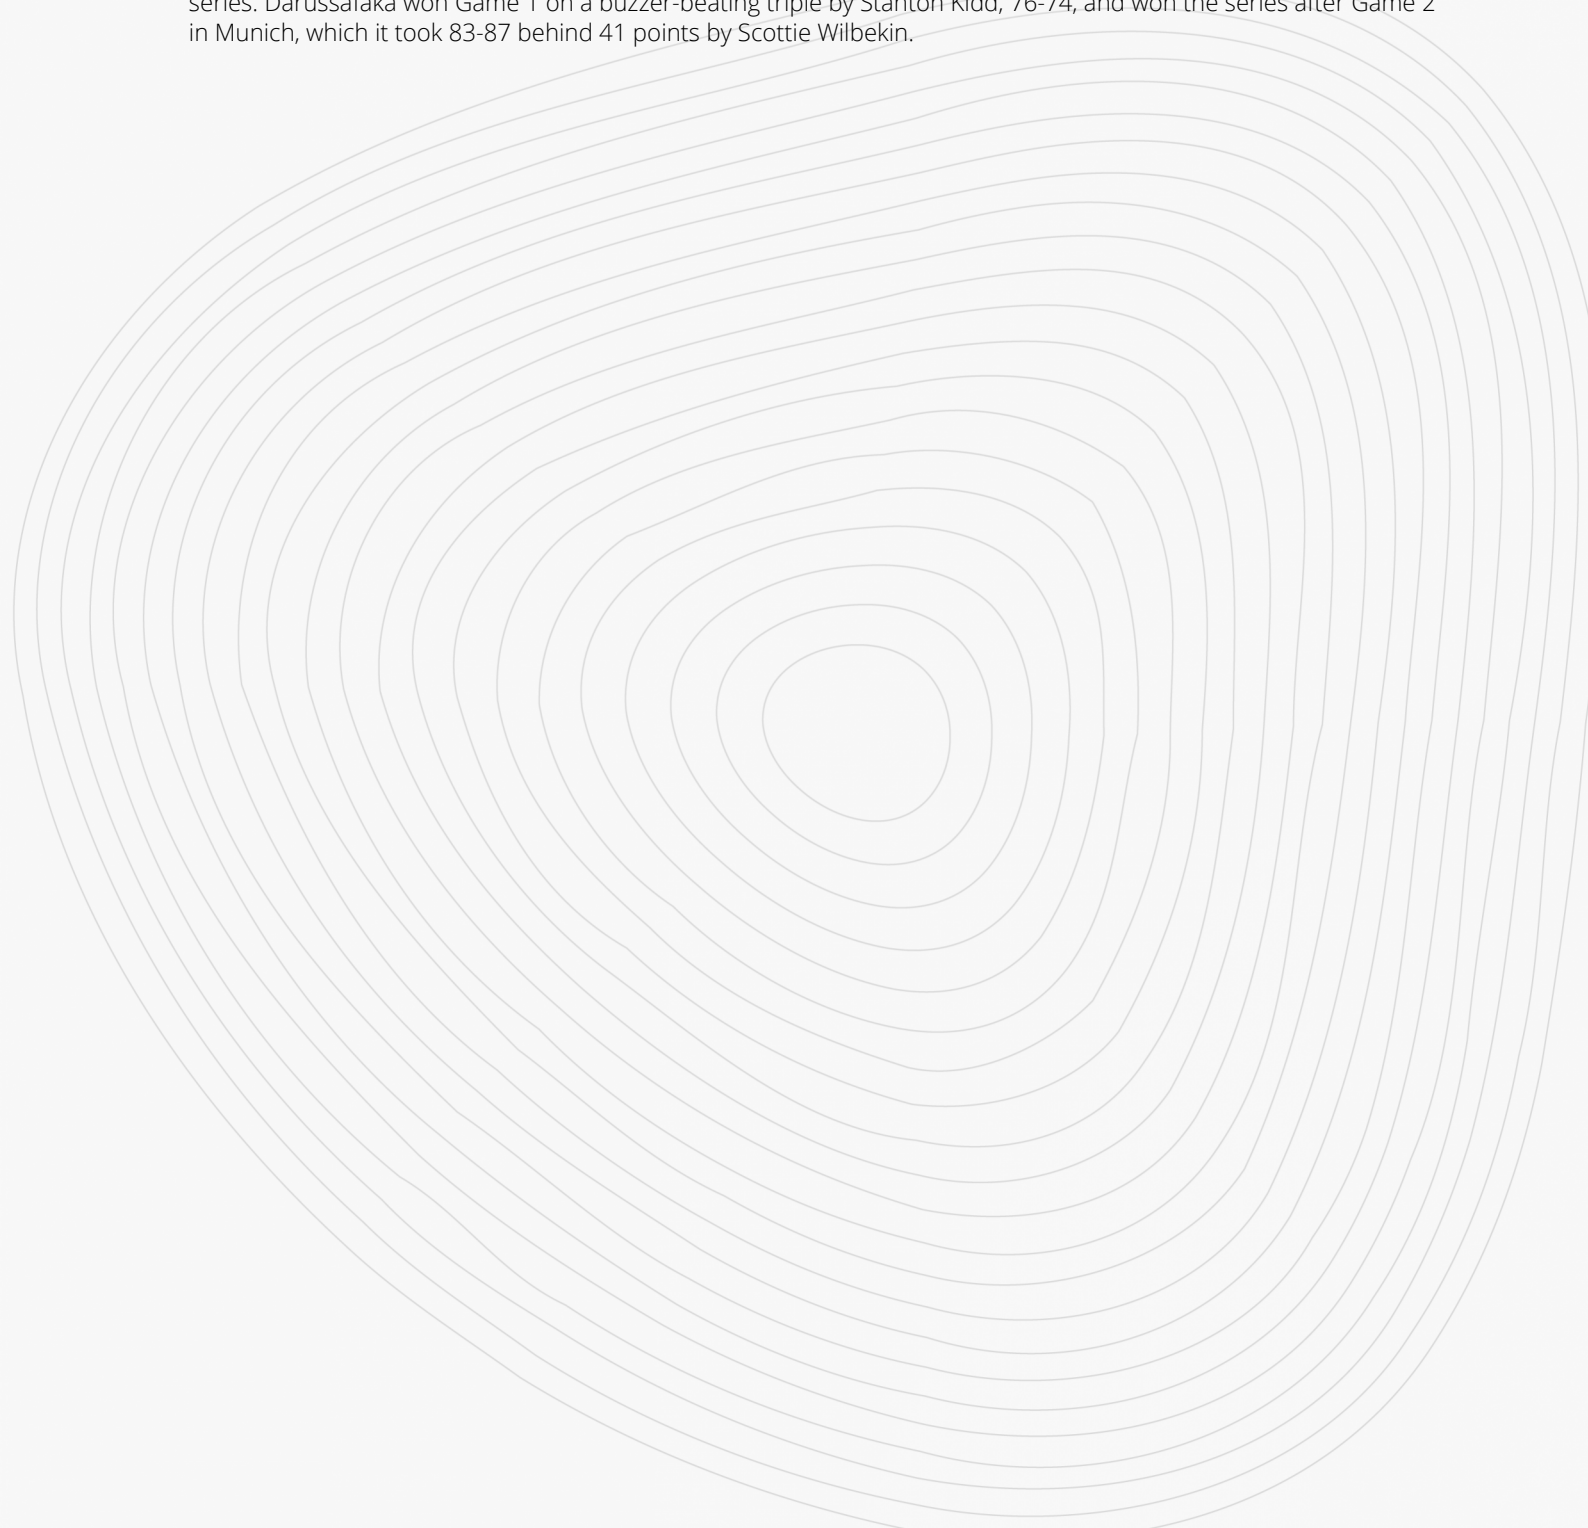 series. Darussafaka won Game 1 on a buzzer-beating triple by Stanton Kidd, 76-74, and won the series after Game 2
in Munich, which it took 83-87 behind 41 points by Scottie Wilbekin.